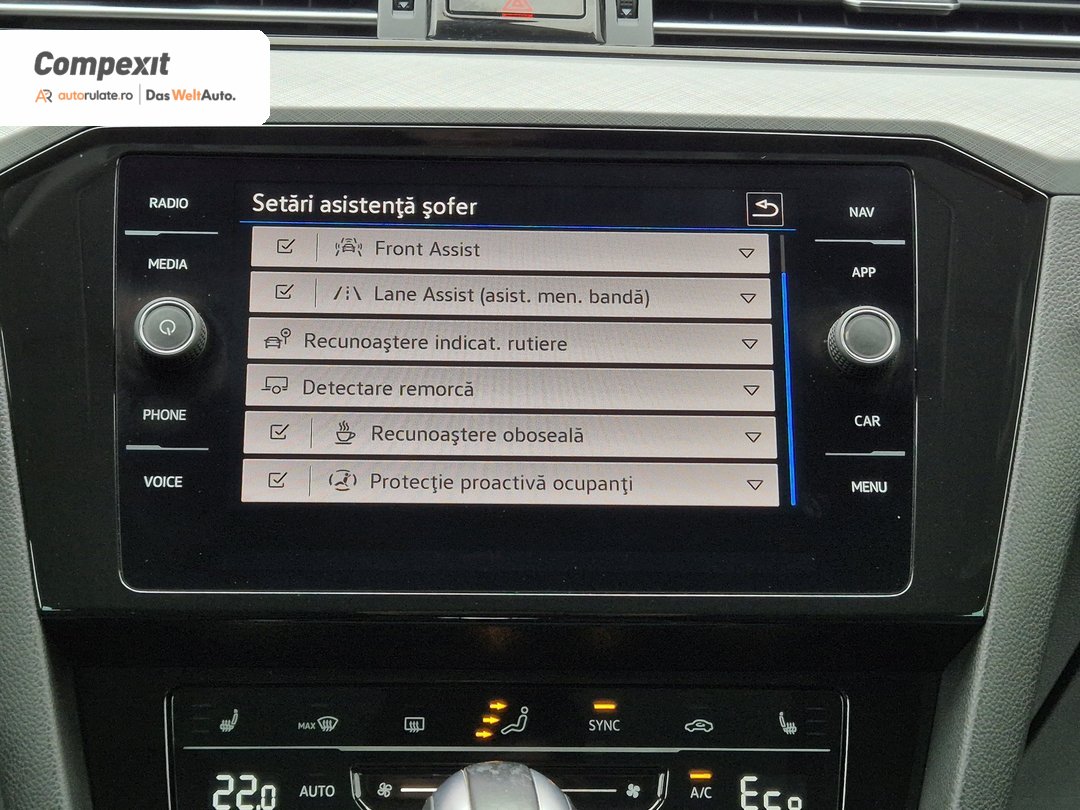 Compexit
AR autorulate.ro | Das WeltAuto.
RADIO
MEDIA
PHONE
VOICE
Setări asistenţă şofer
Front Assist
Lane Assist (asist. men. bandă)
Recunoaştere indicat. rutiere
Detectare remorcă
Recunoaştere oboseală
Protecţie proactivă ocupanţi
NAV
APP
CAR
MENU
MAX
SYNC
22.0
AUTO
A/C
Eco